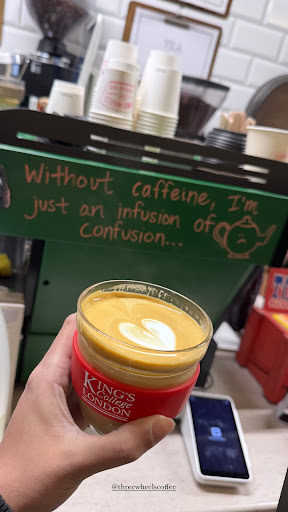 Without caffeine, I'm
just an infusion of
Confusion...
KING'S
College
LONDON
@threewheelscoffee